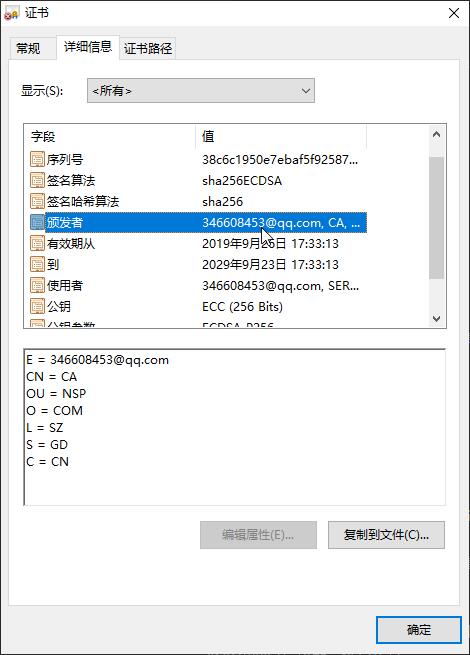 证书
常规 详细信息 证书路径
显示(S): <所有>
字段 值
序列号 38c6c1950e7ebaf5f92587...
签名算法 sha256ECDSA
签名哈希算法 sha256
颁发者 346608453@qq.com, CA, ...
有效期从 2019年9月26日 17:33:13
到 2029年9月23日 17:33:13
使用者 346608453@qq.com, SER...
公钥 ECC (256 Bits)
公钥参数 ECDSA_P256
E = 346608453@qq.com
CN = CA
OU = NSP
O = COM
L = SZ
S = GD
C = CN
编辑属性(E)... 复制到文件(C)...
确定